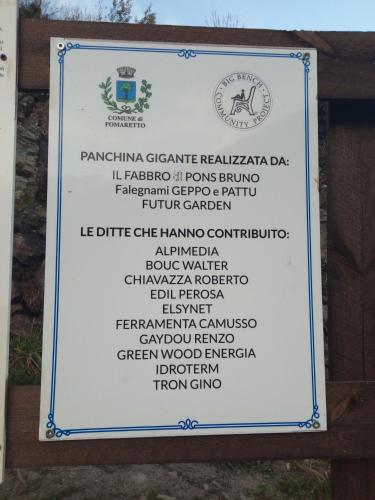 COMUNE di
POMARETTO
BIG BENCH
COMMUNITY PROJECT
PANCHINA GIGANTE REALIZZATA DA:
IL FABBRO di PONS BRUNO
Falegnami GEPPO e PATTU
FUTUR GARDEN
LE DITTE CHE HANNO CONTRIBUITO:
ALPIMEDIA
BOUC WALTER
CHIAVAZZA ROBERTO
EDIL PEROSA
ELSYNET
FERRAMENTA CAMUSSO
GAYDOU RENZO
GREEN WOOD ENERGIA
IDROTERM
TRON GINO